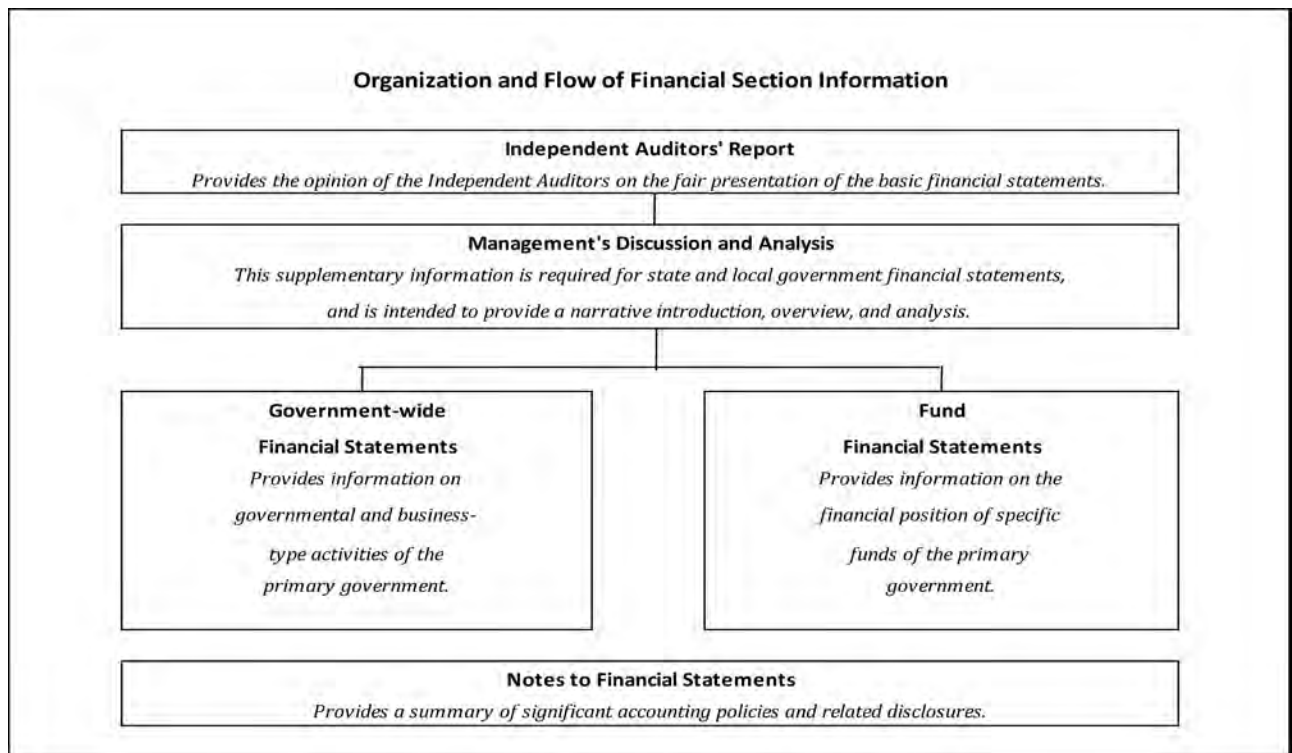 Organization and Flow of Financial Section Information
Independent Auditors' Report
Provides the opinion of the Independent Auditors on the fair presentation of the basic financial statements.
Management's Discussion and Analysis
This supplementary information is required for state and local government financial statements,
and is intended to provide a narrative introduction, overview, and analysis.
Government-wide
Financial Statements
Provides information on
governmental and business-
type activities of the
primary government.
Fund
Financial Statements
Provides information on the
financial position of specific
funds of the primary
government.
Notes to Financial Statements
Provides a summary of significant accounting policies and related disclosures.